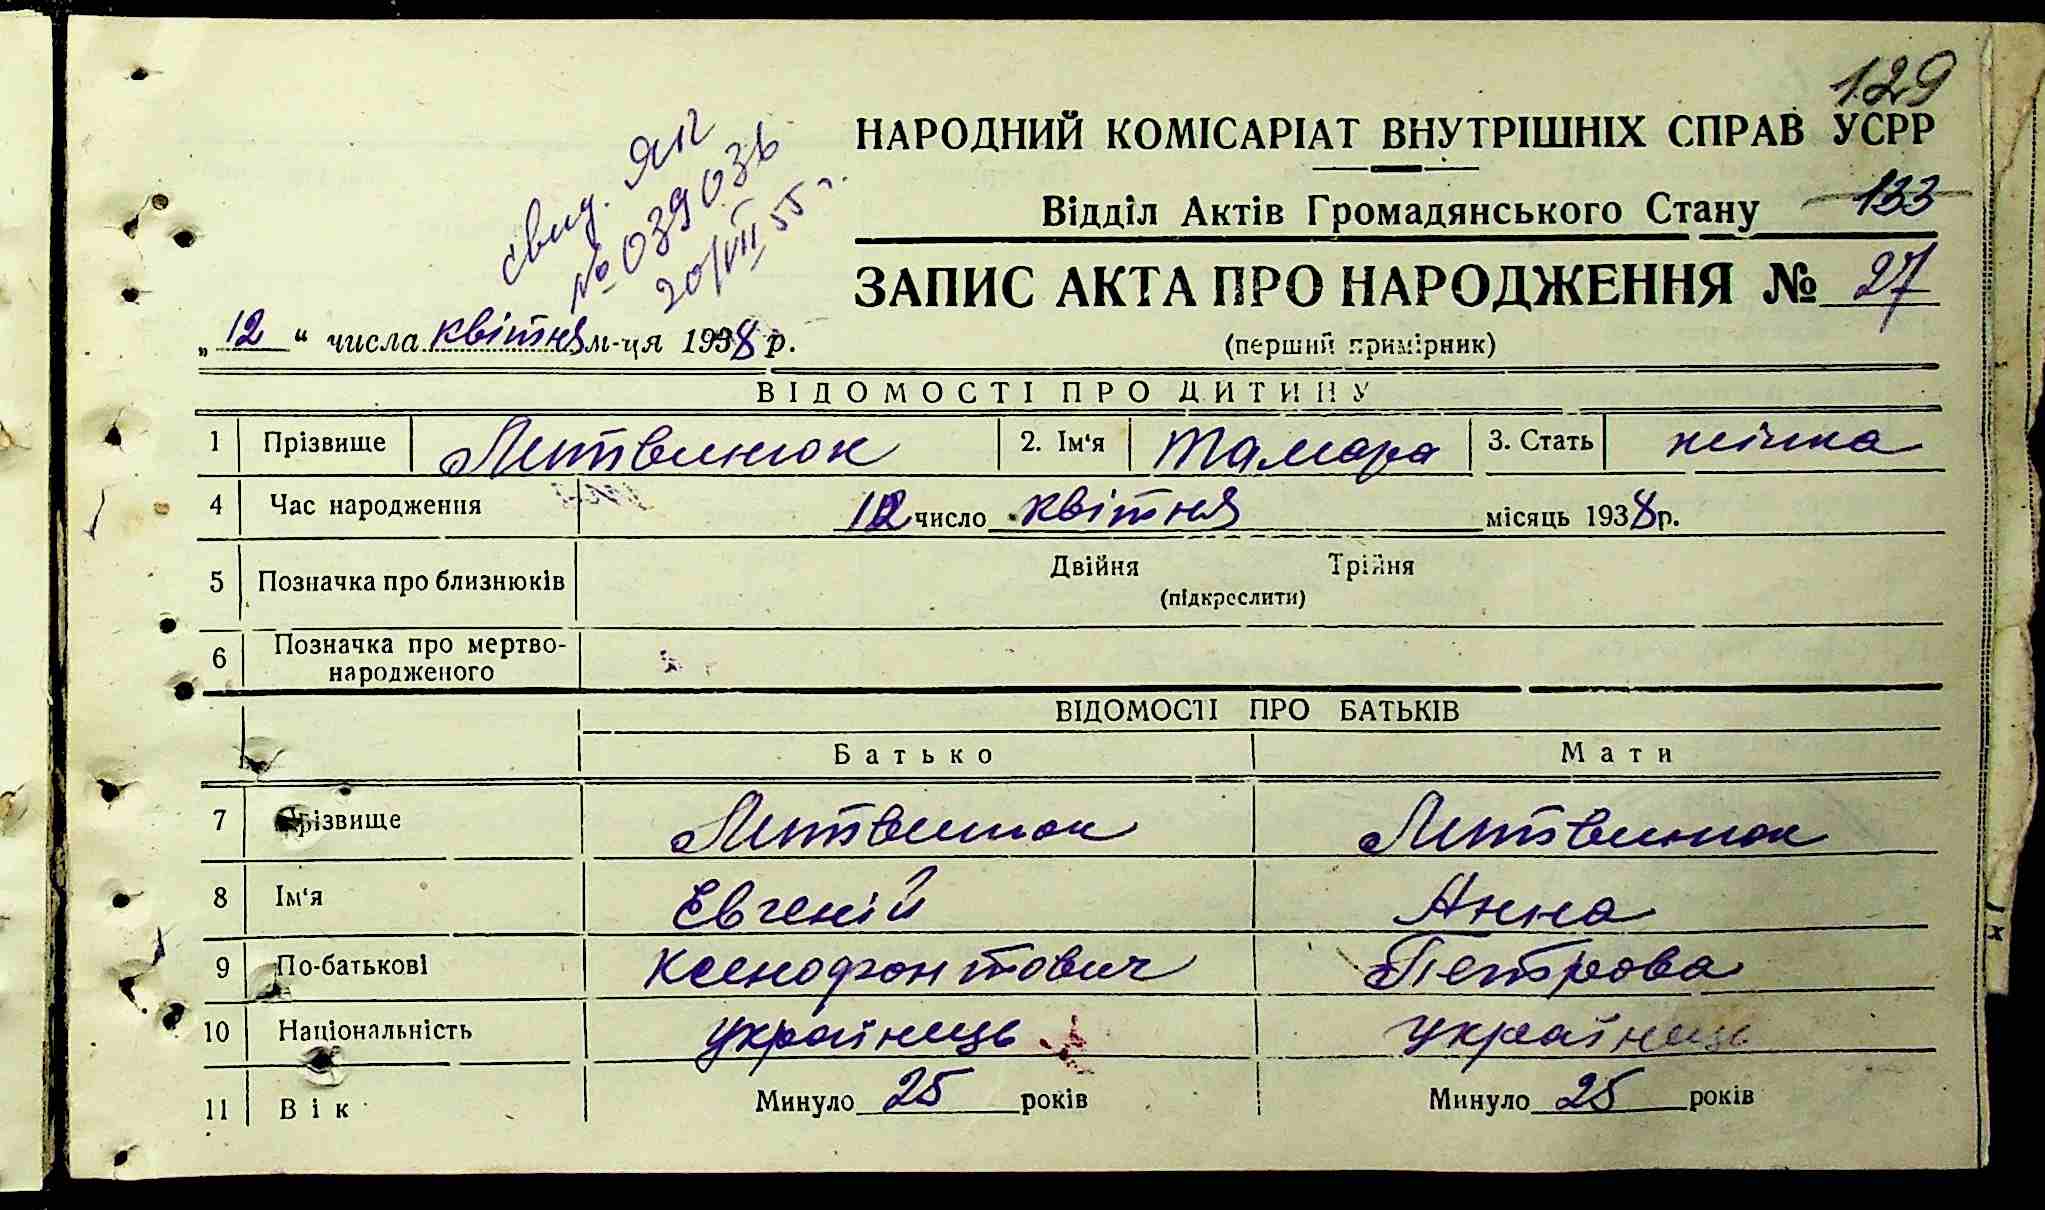 129
НАРОДНИЙ КОМІСАРІАТ ВНУТРІШНІХ СПРАВ УСРР
Відділ Актів Громадянського Стану 133
свид. ЯП
№ 039036
20/VII 55 г.
ЗАПИС АКТА ПРО НАРОДЖЕННЯ № 27
(перший примірник)
„12“ числа квітня м-ця 1938 р.
ВІДОМОСТІ ПРО ДИТИНУ
1 Прізвище Литвинюк 2. Ім'я Тамара 3. Стать жінка
4 Час народження 12 число квітня місяць 1938 р.
5 Позначка про близнюків Двійня Трійня
(підкреслити)
6 Позначка про мертво-
народженого
ВІДОМОСТІ ПРО БАТЬКІВ
Батько Мати
7 Прізвище Литвинюк Литвинюк
8 Ім'я Евгеній Анна
9 По-батькові Ксенофонтович Петрова
10 Національність українець українець
11 Вік Минуло 25 років Минуло 25 років